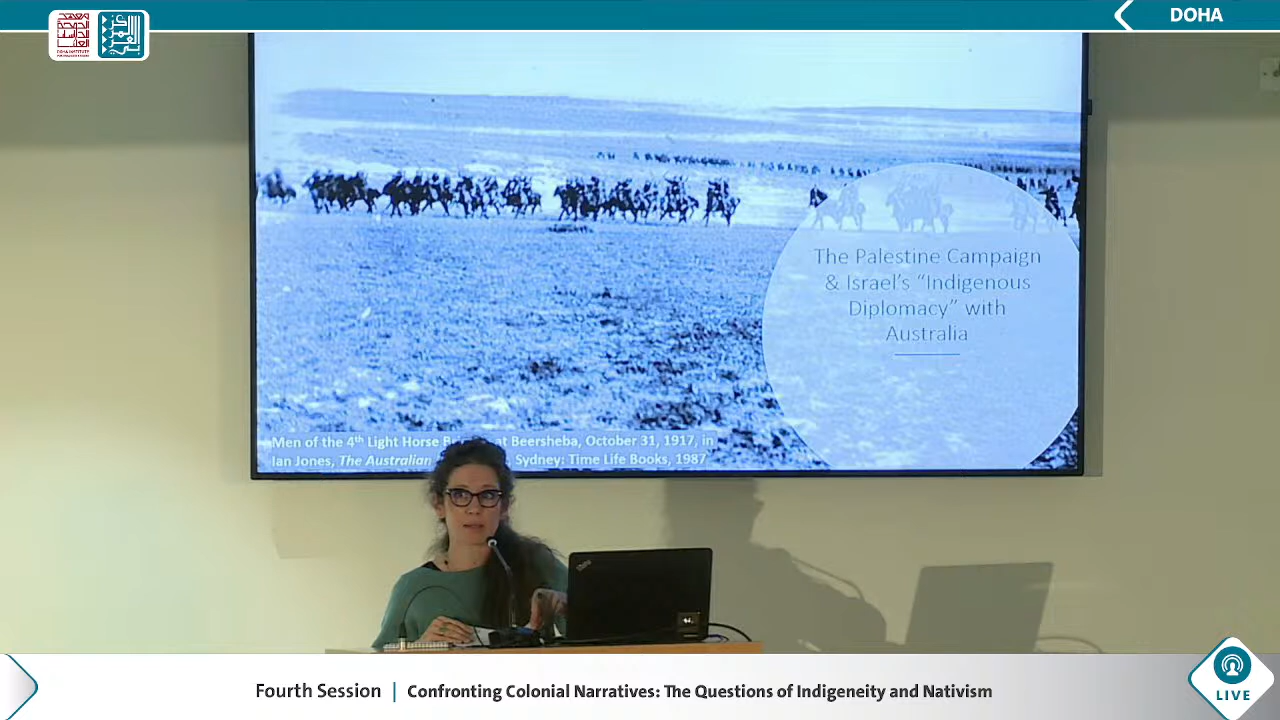 DOHA
The Palestine Campaign
& Israel's "Indigenous
Diplomacy" with
Australia
Men of the 4th Light Horse at Beersheba, October 31, 1917, in
Ian Jones, The Australian Sydney: Time Life Books, 1987
Fourth Session | Confronting Colonial Narratives: The Questions of Indigeneity and Nativism
LIVE